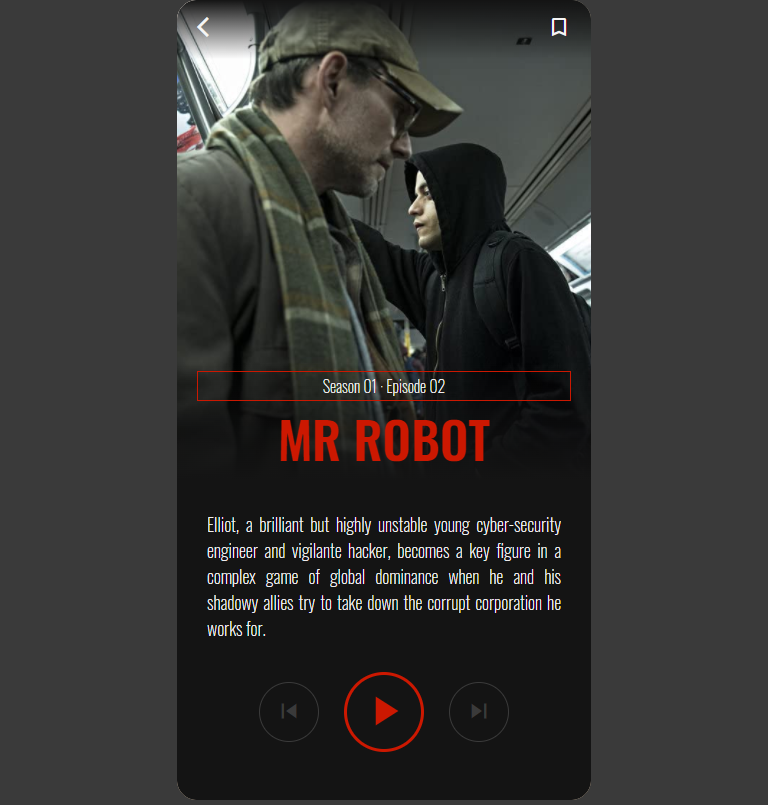 Season 01 · Episode 02
MR ROBOT
Elliot, a brilliant but highly unstable young cyber-security
engineer and vigilante hacker, becomes a key figure in a
complex game of global dominance when he and his
shadowy allies try to take down the corrupt corporation he
works for.